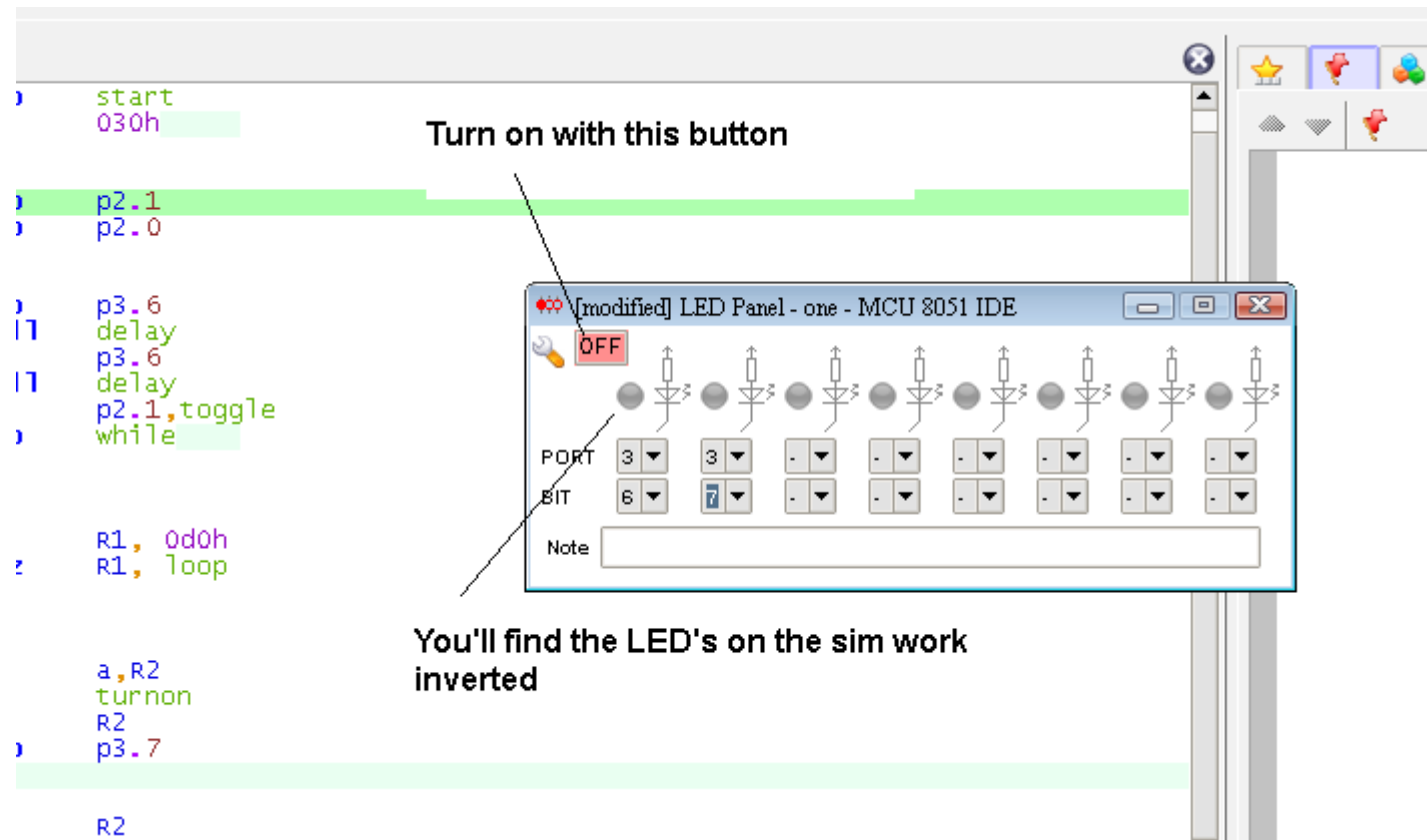 start
030h
Turn on with this button
p2.1
p2.0
p3.6
delay
p3.6
delay
p2.1,toggle
while
[modified] LED Panel - one - MCU 8051 IDE
OFF
PORT 3 3 - - - - - -
BIT 6 7 - - - - - -
Note
R1, 0d0h
z R1, loop
You'll find the LED's on the sim work
inverted
a,R2
turnon
R2
p3.7
R2